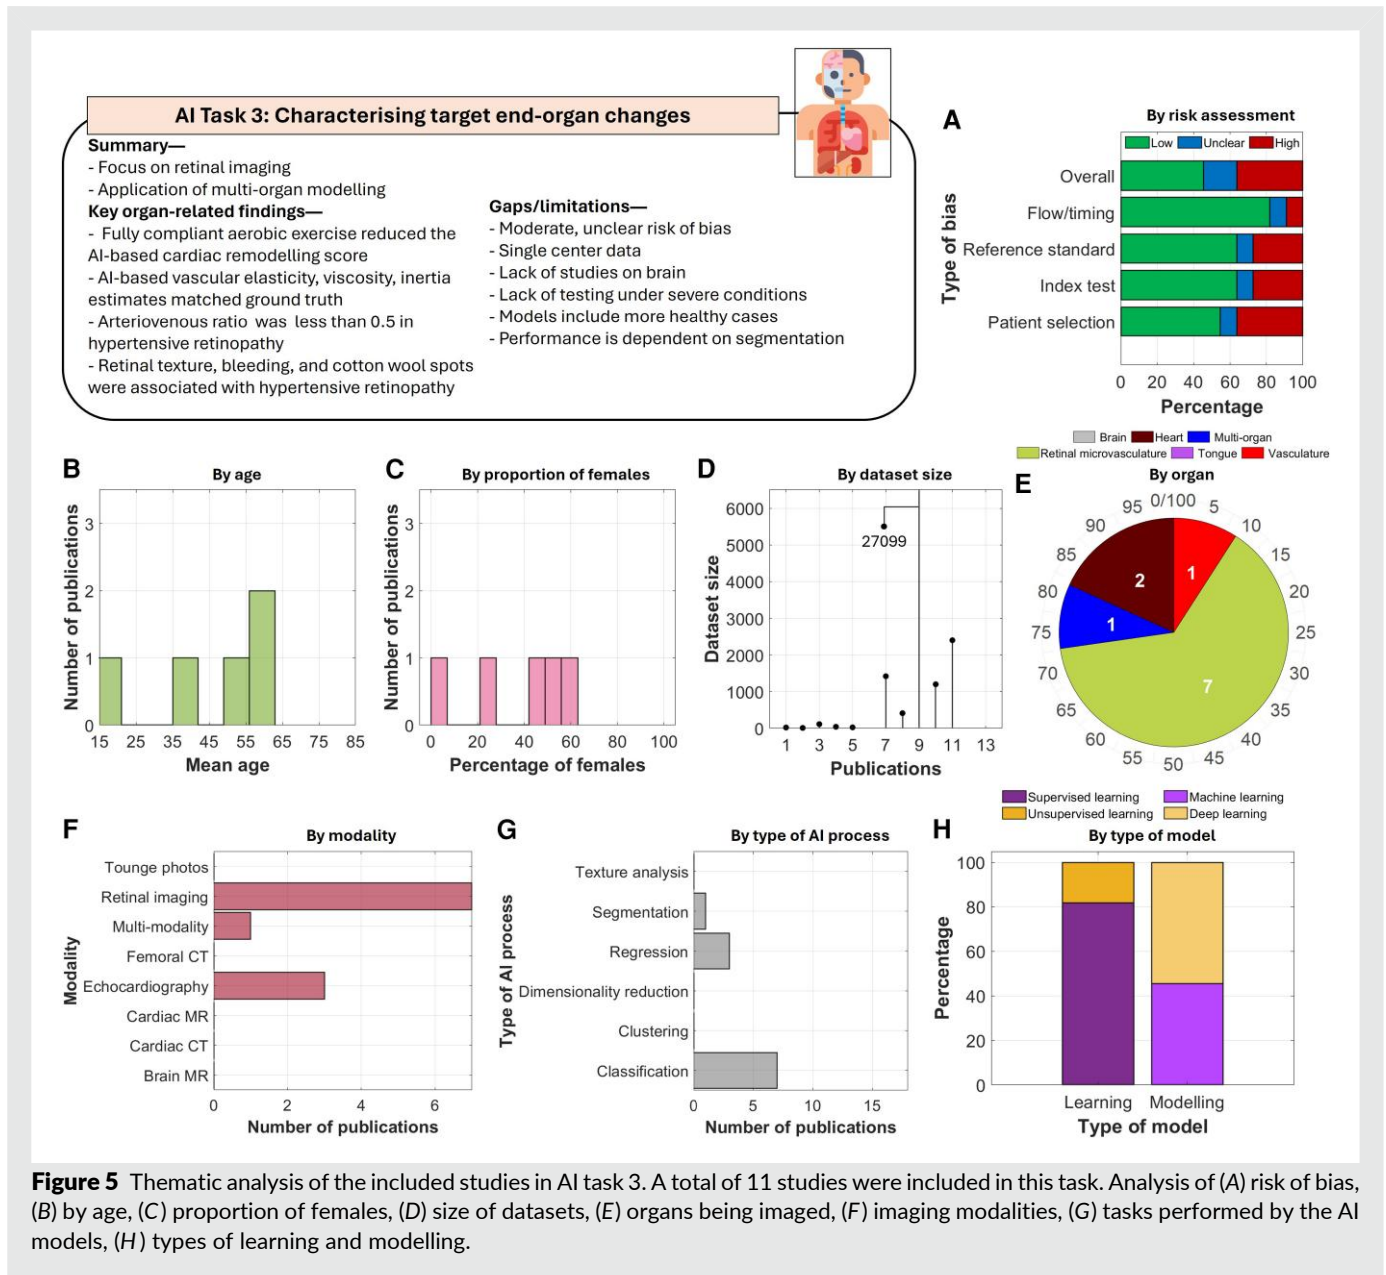 AI Task 3: Characterising target end-organ changes
Summary—
- Focus on retinal imaging
- Application of multi-organ modelling
Key organ-related findings—
- Fully compliant aerobic exercise reduced the
AI-based cardiac remodelling score
- AI-based vascular elasticity, viscosity, inertia
estimates matched ground truth
- Arteriovenous ratio was less than 0.5 in
hypertensive retinopathy
- Retinal texture, bleeding, and cotton wool spots
were associated with hypertensive retinopathy
Gaps/limitations—
- Moderate, unclear risk of bias
- Single center data
- Lack of studies on brain
- Lack of testing under severe conditions
- Models include more healthy cases
- Performance is dependent on segmentation
A
By risk assessment
Low Unclear High
Type of bias
Overall
Flow/timing
Reference standard
Index test
Patient selection
0 20 40 60 80 100
Percentage
B
By age
Number of publications
3
2
1
0
15 25 35 45 55 65 75 85
Mean age
C
By proportion of females
Number of publications
3
2
1
0
0 20 40 60 80 100
Percentage of females
D
By dataset size
Dataset size
6000
5000
4000
3000
2000
1000
0
27099
1 3 5 7 9 11 13
Publications
Brain Heart Multi-organ
Retinal microvasculature Tongue Vasculature
E
By organ
0/100
5
10
15
20
25
30
35
40
45
50
55
60
65
70
75
80
85
90
95
1
7
1
2
F
By modality
Modality
Tounge photos
Retinal imaging
Multi-modality
Femoral CT
Echocardiography
Cardiac MR
Cardiac CT
Brain MR
0 2 4 6
Number of publications
G
By type of AI process
Type of AI process
Texture analysis
Segmentation
Regression
Dimensionality reduction
Clustering
Classification
0 5 10 15
Number of publications
Supervised learning Machine learning
Unsupervised learning Deep learning
H
By type of model
Percentage
100
80
60
40
20
0
Learning Modelling
Type of model
Figure 5 Thematic analysis of the included studies in AI task 3. A total of 11 studies were included in this task. Analysis of (A) risk of bias,
(B) by age, (C) proportion of females, (D) size of datasets, (E) organs being imaged, (F) imaging modalities, (G) tasks performed by the AI
models, (H) types of learning and modelling.